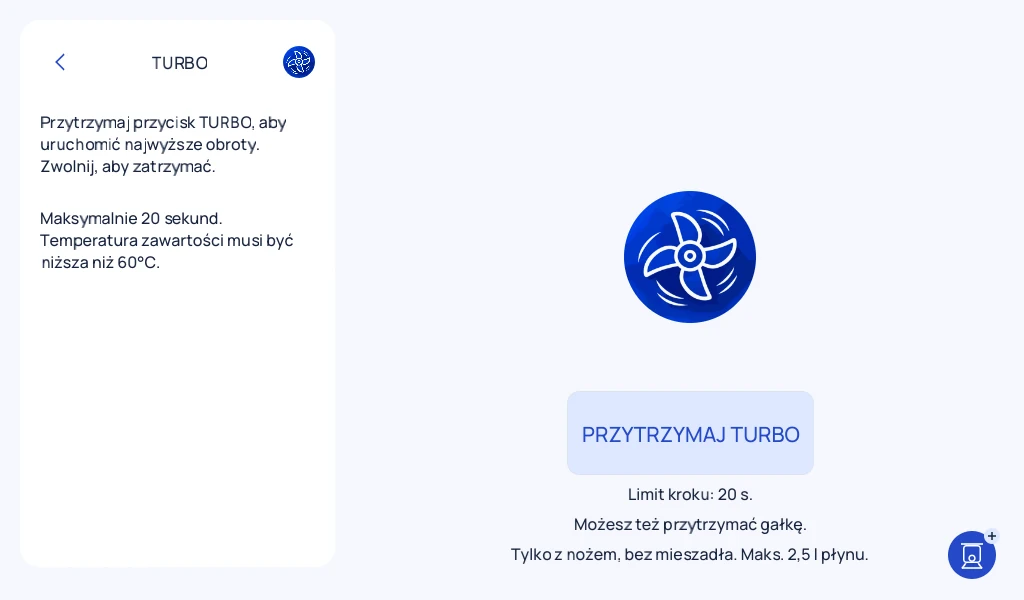 TURBO
Przytrzymaj przycisk TURBO, aby
uruchomić najwyższe obroty.
Zwolnij, aby zatrzymać.
Maksymalnie 20 sekund.
Temperatura zawartości musi być
niższa niż 60°C.
PRZYTRZYMAJ TURBO
Limit kroku: 20 s.
Możesz też przytrzymać gałkę.
Tylko z nożem, bez mieszadła. Maks. 2,5 l płynu.